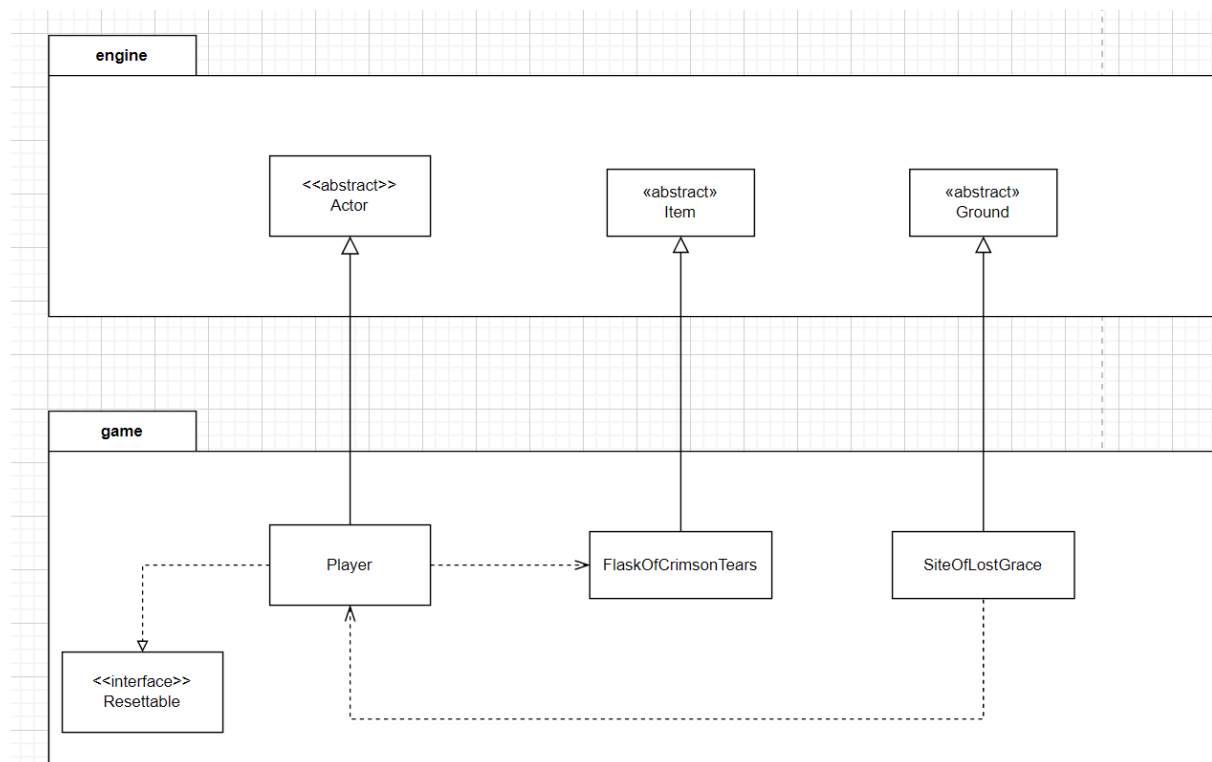 engine
<<abstract>>
Actor
«abstract»
Item
«abstract»
Ground
game
Player
FlaskOfCrimsonTears
SiteOfLostGrace
<<interface>>
Resettable